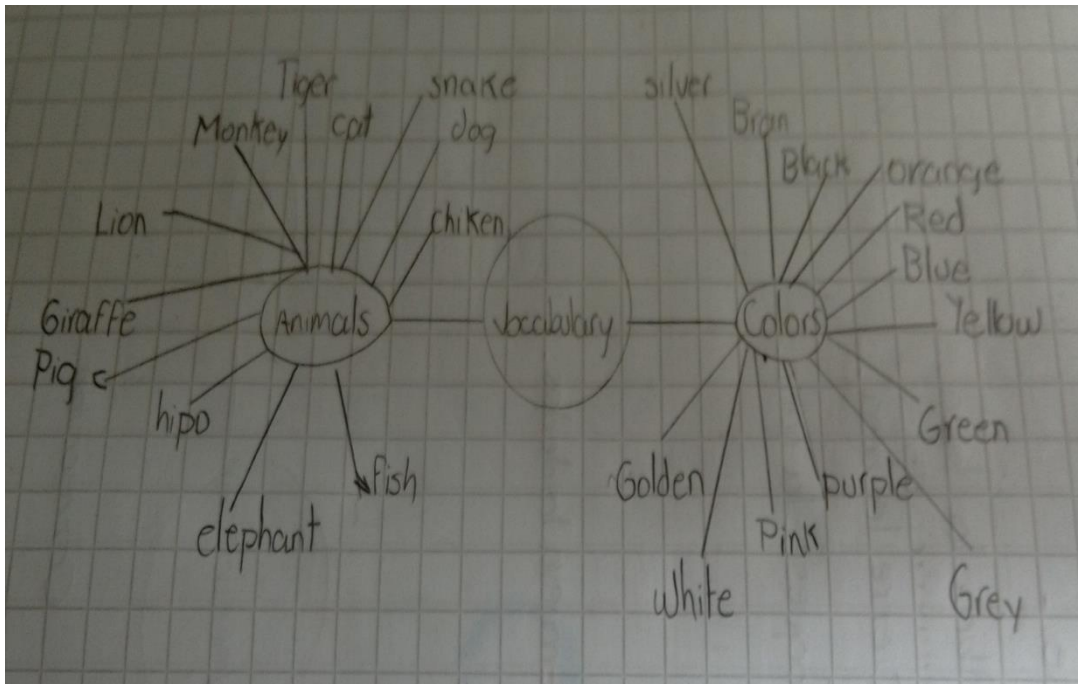 Vocabulary
Animals
Tiger
Monkey
cat
snake
dog
chiken
Lion
Giraffe
Pig
hipo
elephant
fish
Colors
silver
Bran
Black
orange
Red
Blue
Yellow
Green
Grey
purple
Pink
White
Golden